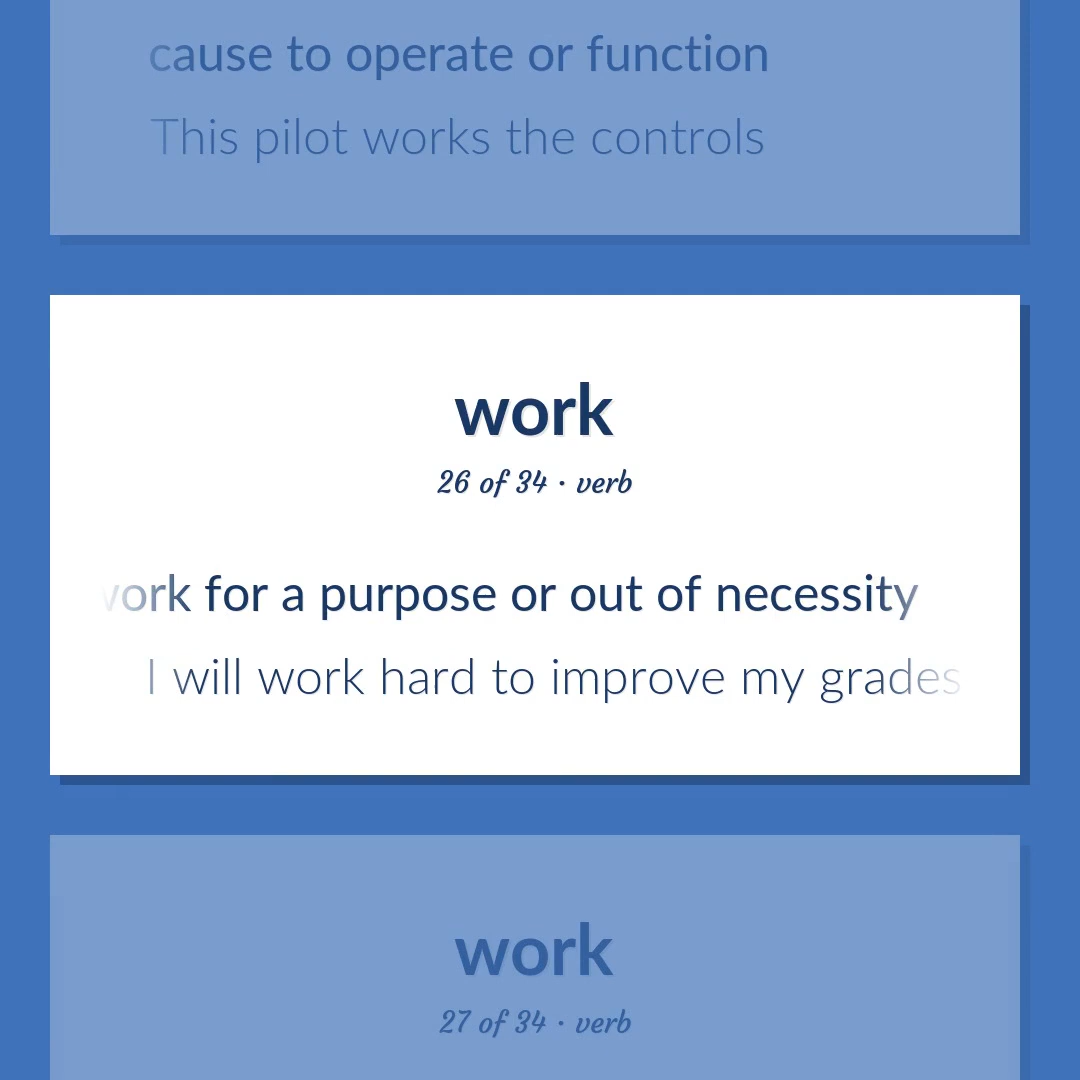 cause to operate or function
This pilot works the controls
work
26 of 34 · verb
work for a purpose or out of necessity
I will work hard to improve my grades
work
27 of 34 · verb